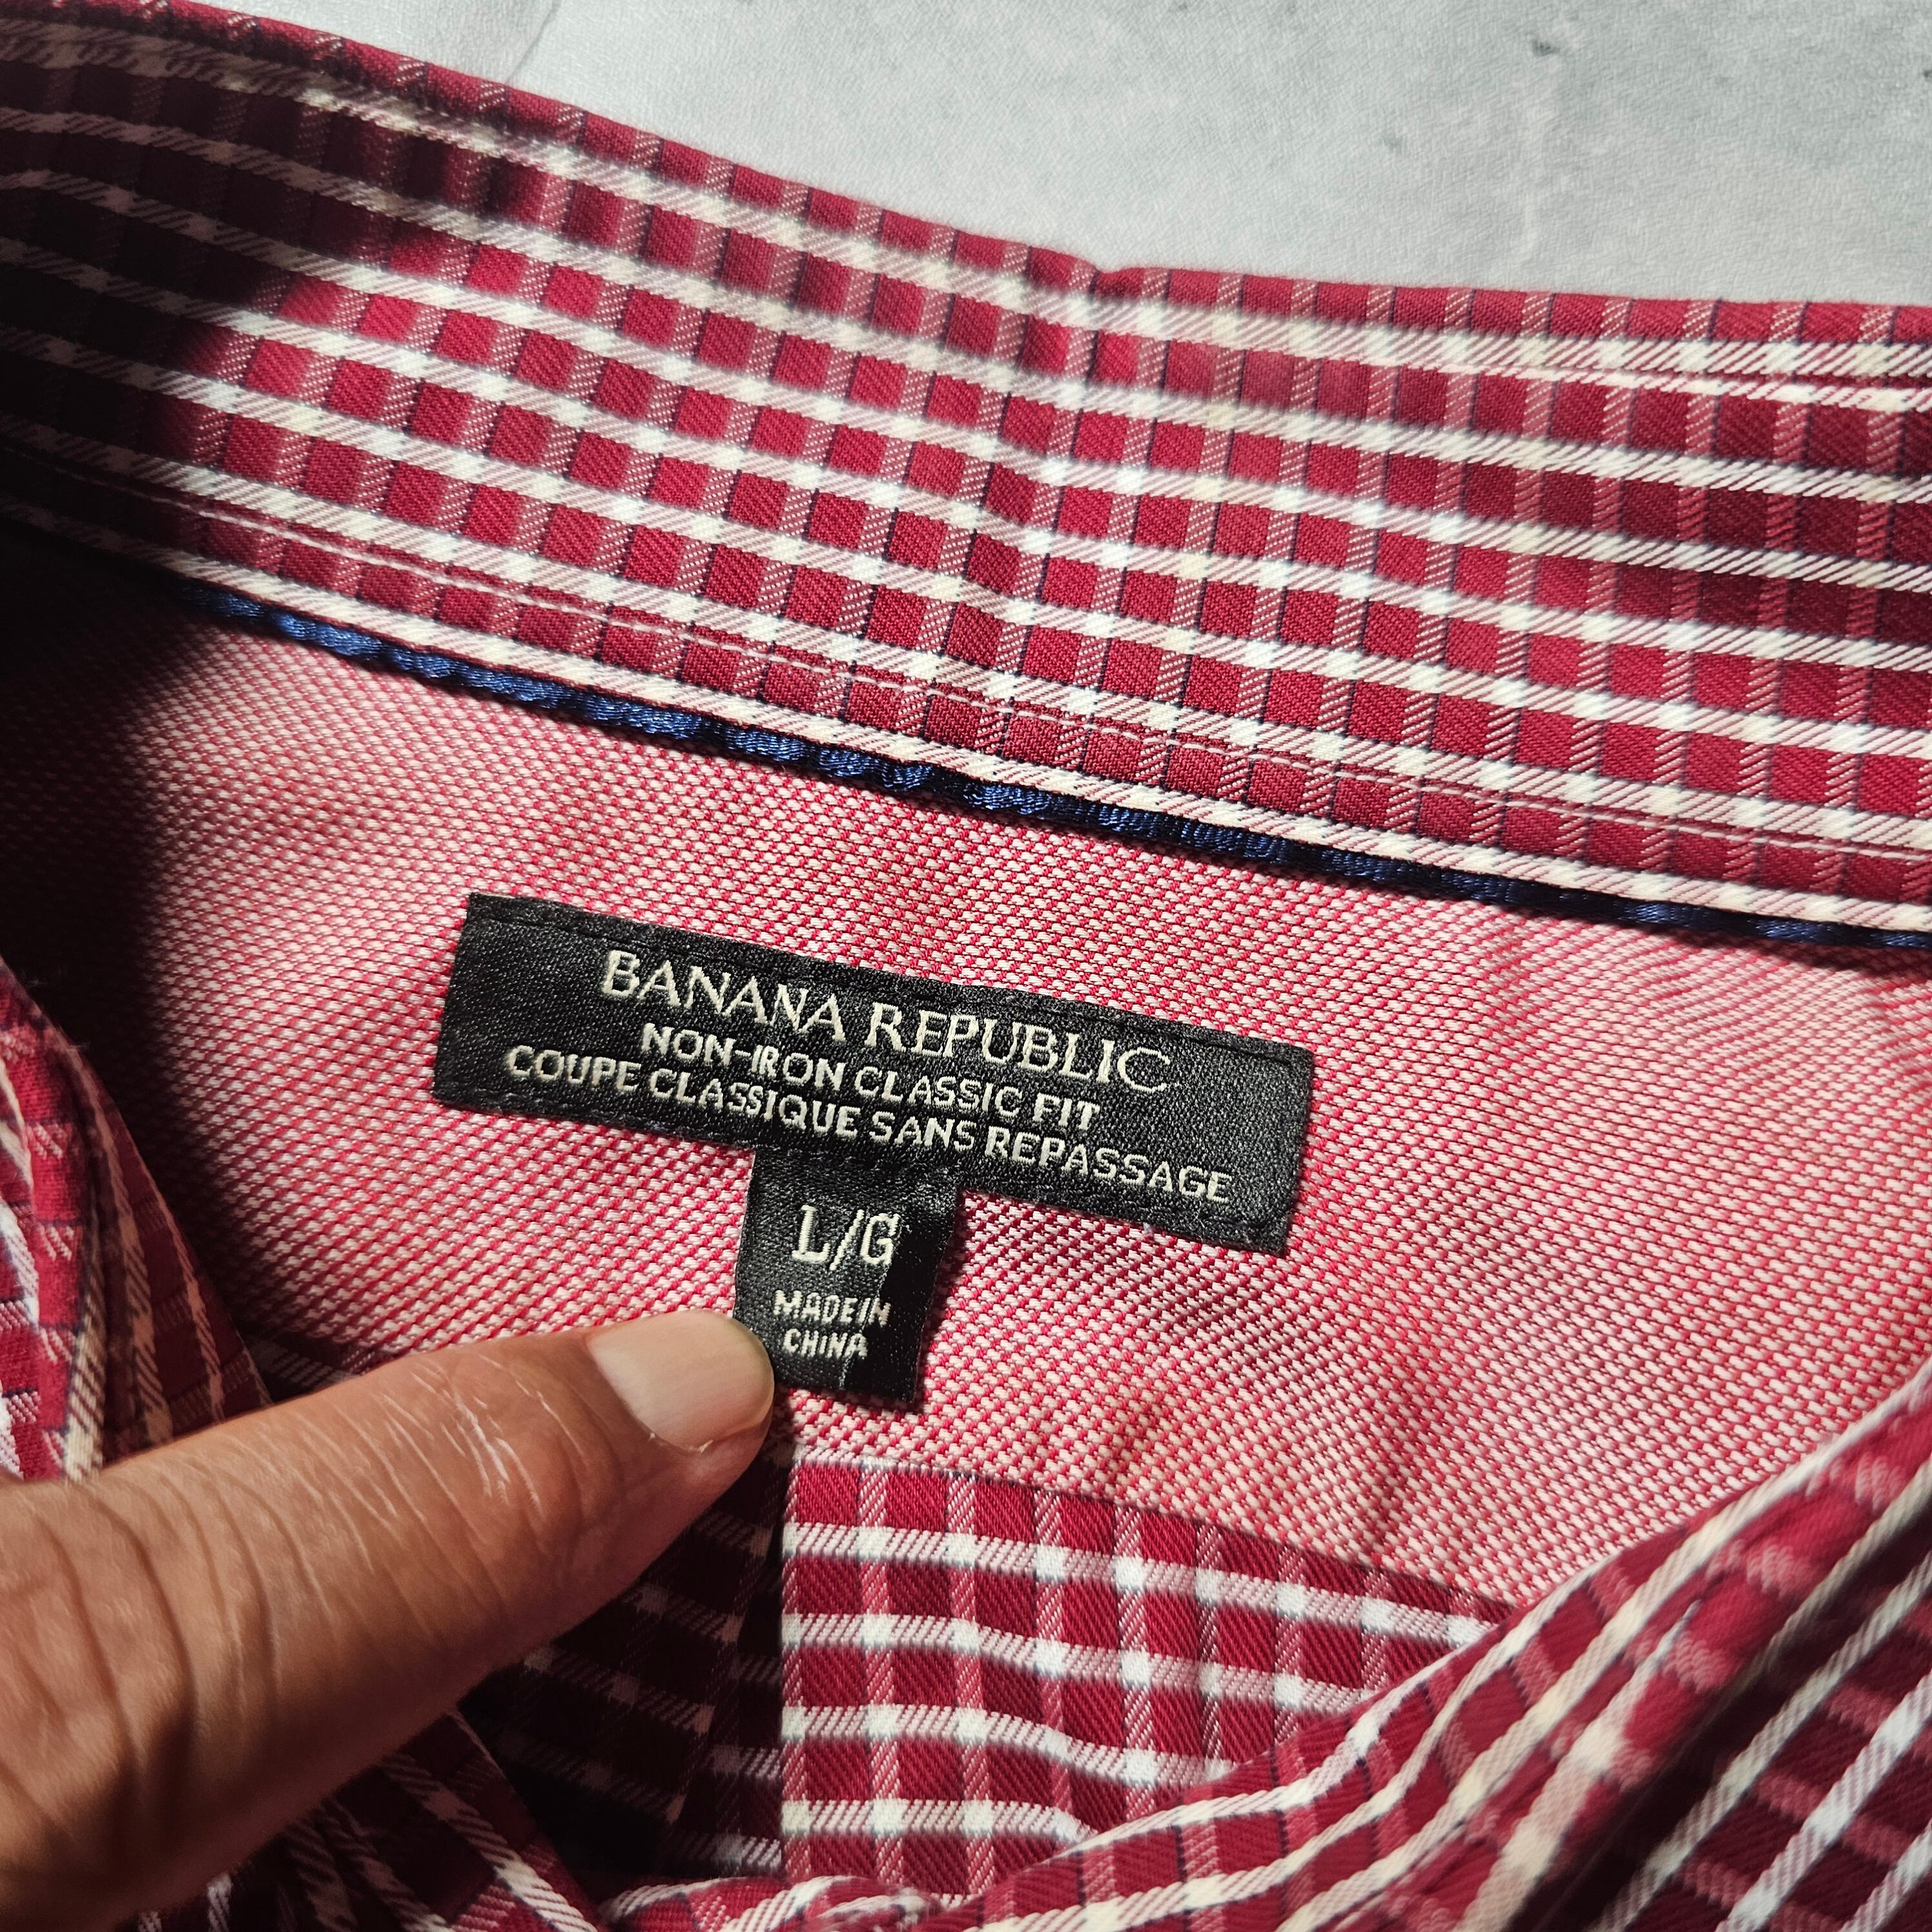 BANANA REPUBLIC
NON-IRON CLASSIC FIT
COUPE CLASSIQUE SANS REPASSAGE
L/G
MADE IN
CHINA